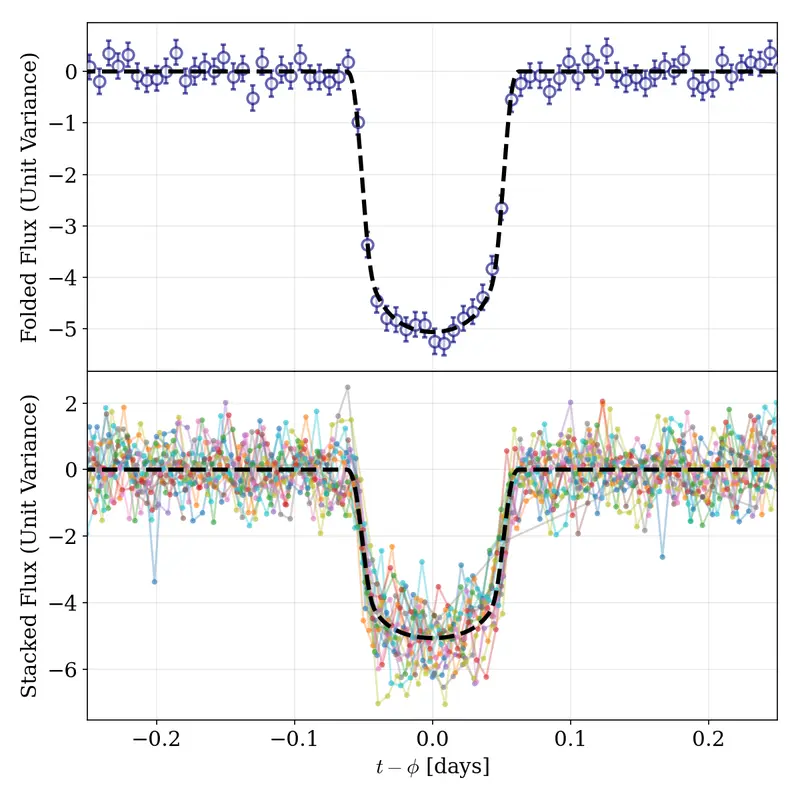 Folded Flux (Unit Variance)
0
−1
−2
−3
−4
−5
Stacked Flux (Unit Variance)
2
0
−2
−4
−6
−0.2 −0.1 0.0 0.1 0.2
t − ϕ [days]